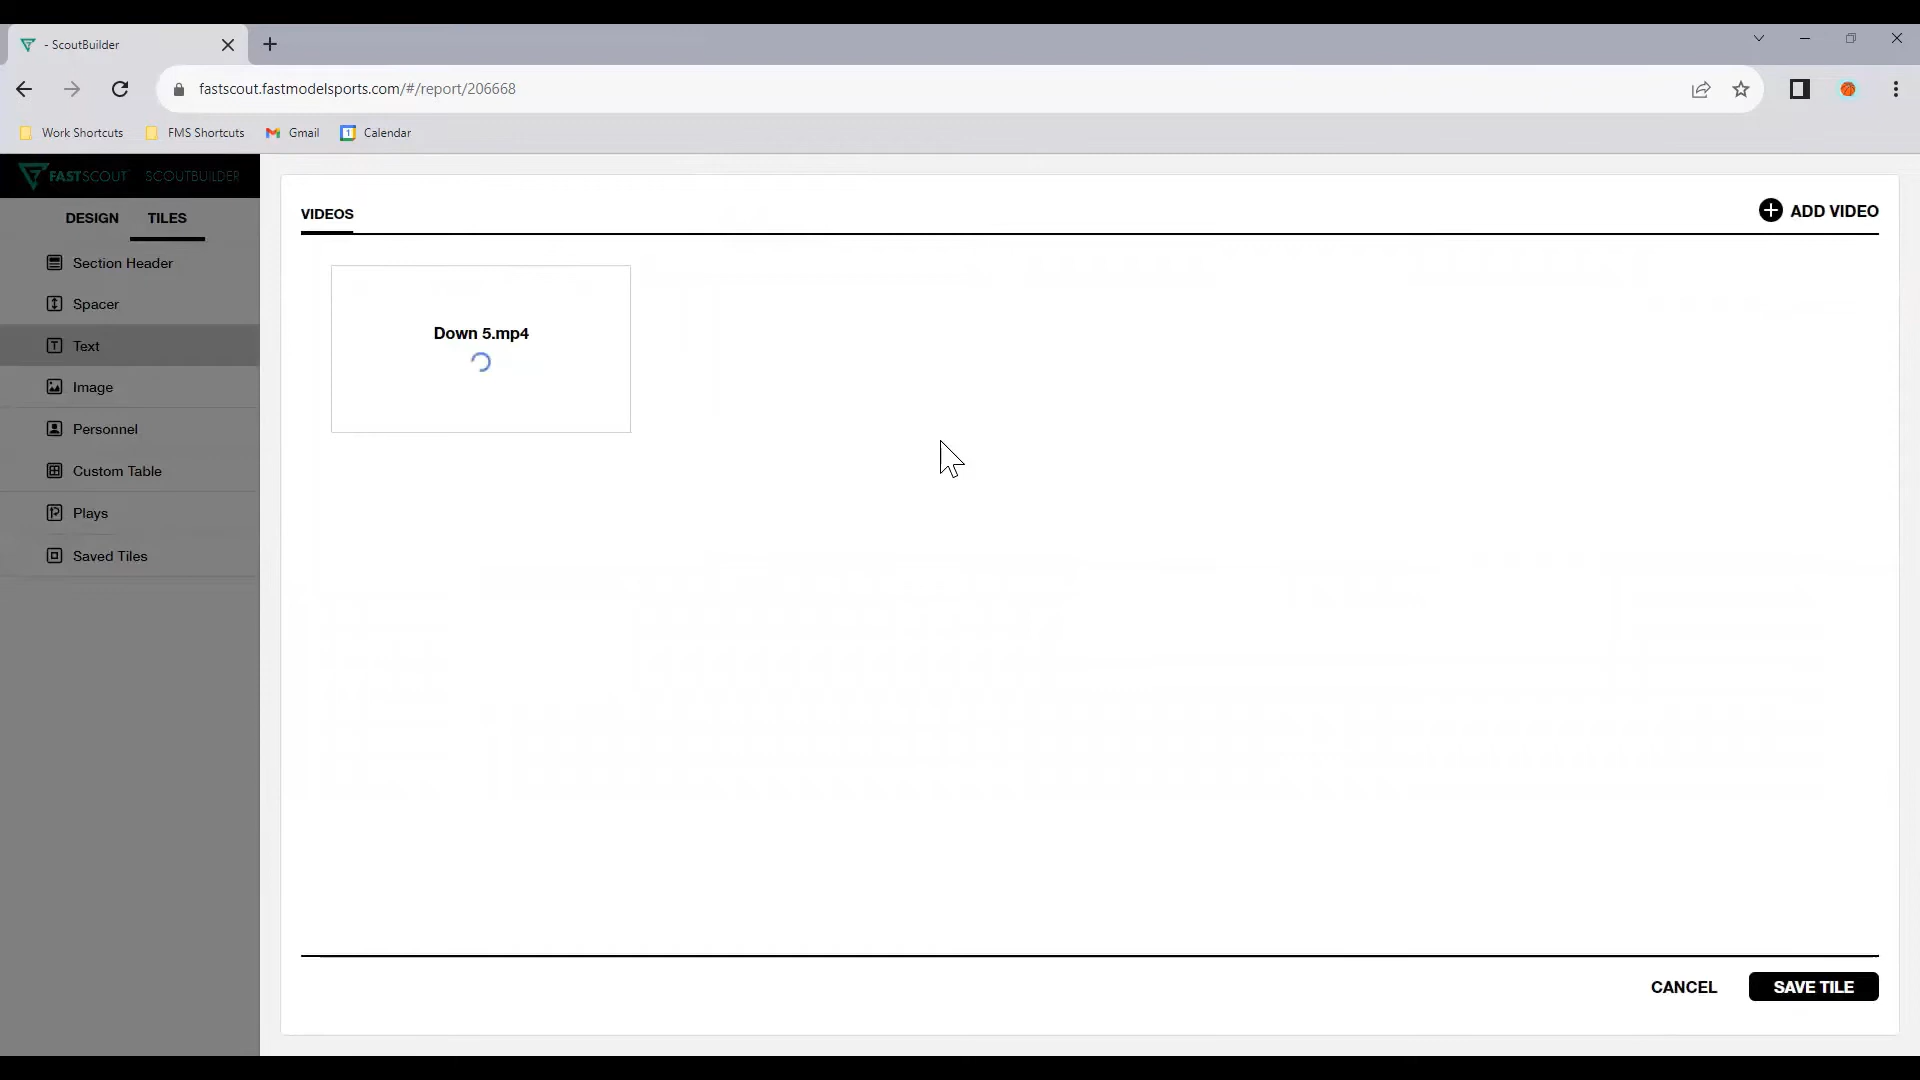 - ScoutBuilder
fastscout.fastmodelsports.com/#/report/206668
Work Shortcuts FMS Shortcuts Gmail 1 Calendar
FASTSCOUT SCOUTBUILDER
DESIGN TILES
Section Header
Spacer
Text
Image
Personnel
Custom Table
Plays
Saved Tiles
VIDEOS
ADD VIDEO
Down 5.mp4
CANCEL SAVE TILE